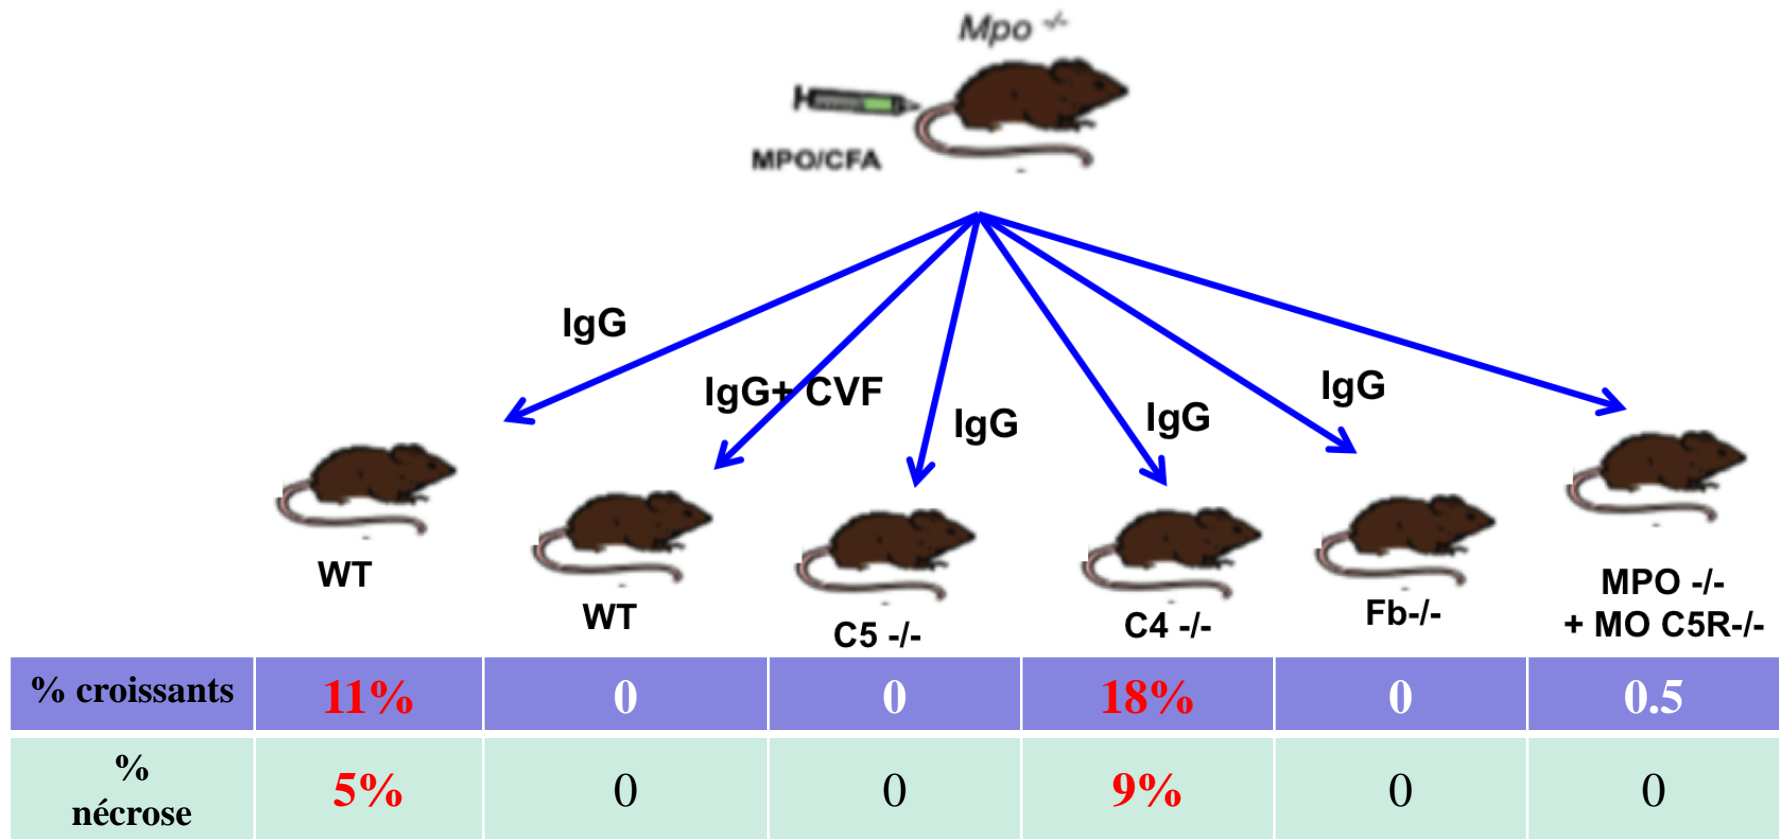 Mpo -/-
MPO/CFA
IgG
IgG+ CVF
IgG
IgG
IgG
WT
WT
C5 -/-
C4 -/-
Fb-/-
MPO -/-
+ MO C5R-/-
% croissants 11% 0 0 18% 0 0.5
%
nécrose 5% 0 0 9% 0 0